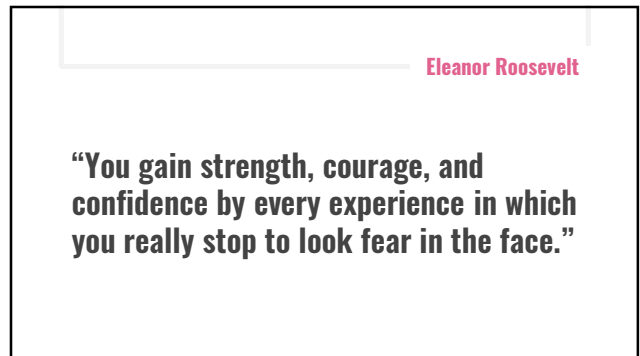 Eleanor Roosevelt
“You gain strength, courage, and
confidence by every experience in which
you really stop to look fear in the face.”